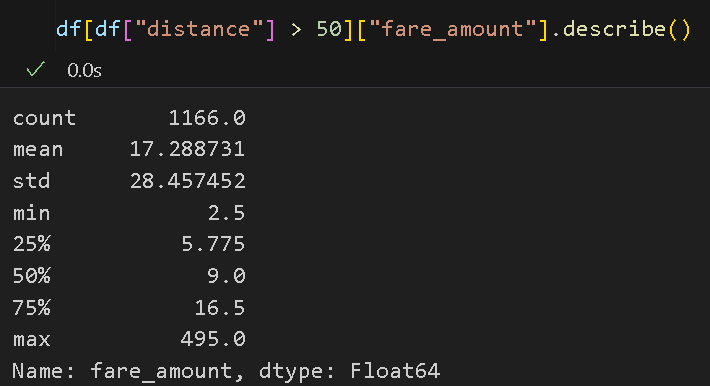 df[df["distance"] > 50]["fare_amount"].describe()
0.0s
count 1166.0
mean 17.288731
std 28.457452
min 2.5
25% 5.775
50% 9.0
75% 16.5
max 495.0
Name: fare_amount, dtype: Float64